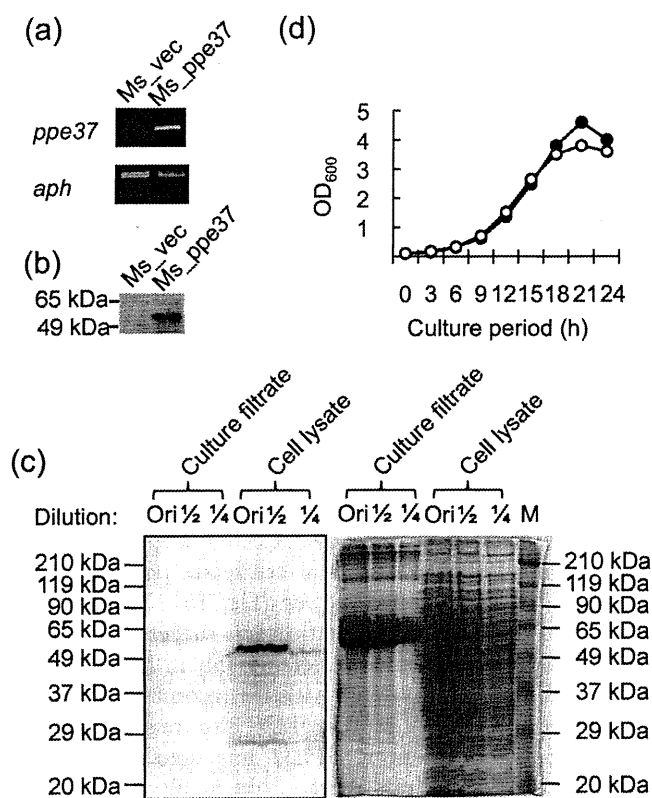 (a)
Ms_vec
Ms_ppe37
ppe37
aph
(b)
Ms_vec
Ms_ppe37
65 kDa
49 kDa
(d)
5
4
3
2
1
OD600
0 3 6 9 12 15 18 21 24
Culture period (h)
(c)
Culture filtrate
Cell lysate
Culture filtrate
Cell lysate
Dilution: Ori ½ ¼ Ori ½ ¼ Ori ½ ¼ Ori ½ ¼ M
210 kDa
119 kDa
90 kDa
65 kDa
49 kDa
37 kDa
29 kDa
20 kDa
210 kDa
119 kDa
90 kDa
65 kDa
49 kDa
37 kDa
29 kDa
20 kDa